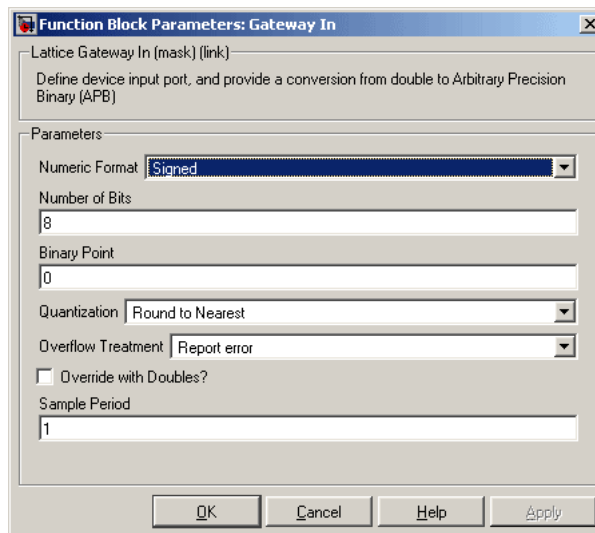 Function Block Parameters: Gateway In
Lattice Gateway In (mask) (link)
Define device input port, and provide a conversion from double to Arbitrary Precision
Binary (APB)
Parameters
Numeric Format Signed
Number of Bits
8
Binary Point
0
Quantization Round to Nearest
Overflow Treatment Report error
Override with Doubles?
Sample Period
1
OK Cancel Help Apply